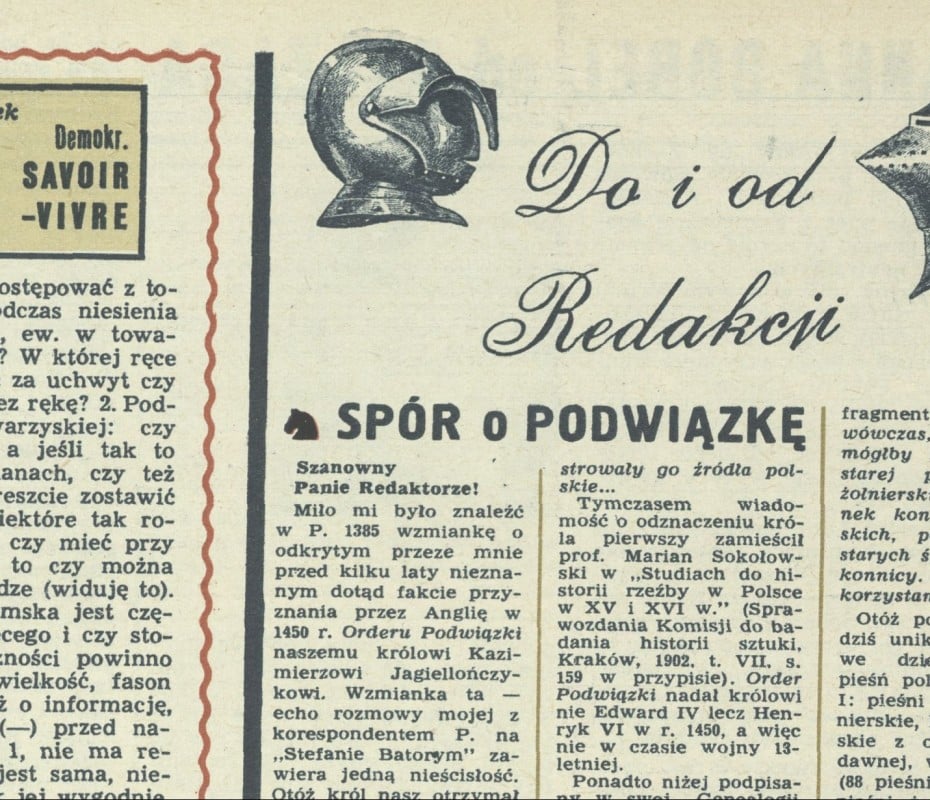 Demokr.
SAVOIR
-VIVRE
z to-
niesienia
ew. w towa-
? W której ręce
za uchwyt czy
rękę? 2. Pod-
czy
a jeśli tak to
czy też
zostawić
tak ro-
czy mieć przy
to czy można
(widuję to).
jest czę-
i czy sto-
powinno
wielkość, fason
o informację,
(—) przed na-
1, nie ma re-
jest sama, nie-
jej wygodnie
Do i od
Redakcji
SPÓR o PODWIĄZKĘ
Szanowny
Panie Redaktorze!
Miło mi było znaleźć
w P. 1385 wzmiankę o
odkrytym przeze mnie
przed kilku laty niezna-
nym dotąd fakcie przy-
znania przez Anglię w
1450 r. Orderu Podwiązki
naszemu królowi Kazi-
mierzowi Jagiellończy-
kowi. Wzmianka ta —
echo rozmowy mojej z
korespondentem P. na
„Stefanie Batorym" za-
wiera jedną nieścisłość.
Otóż król nasz otrzymał
strowały go źródła pol-
skie...
Tymczasem wiado-
mość o odznaczeniu kró-
la pierwszy zamieścił
prof. Marian Sokołow-
ski w „Studiach do hi-
storii rzeźby w Polsce
w XV i XVI w." (Spra-
wozdania Komisji do ba-
dania historii sztuki,
Kraków, 1902, t. VII, s.
159 w przypisie). Order
Podwiązki nadał królowi
nie Edward IV lecz Hen-
ryk VI w r. 1450, a więc
nie w czasie wojny 13-
letniej.
Ponadto niżej podpisa-
ny w swej „Genealogii
fragment
wówczas,
mógłby
starej
żołniersk
nek
skich,
starych
konnicy.
korzystan
Otóż
dziś unik
we
pieśń
I: pieśni
nierskie,
skie z
dawnej,
(88 pieśni